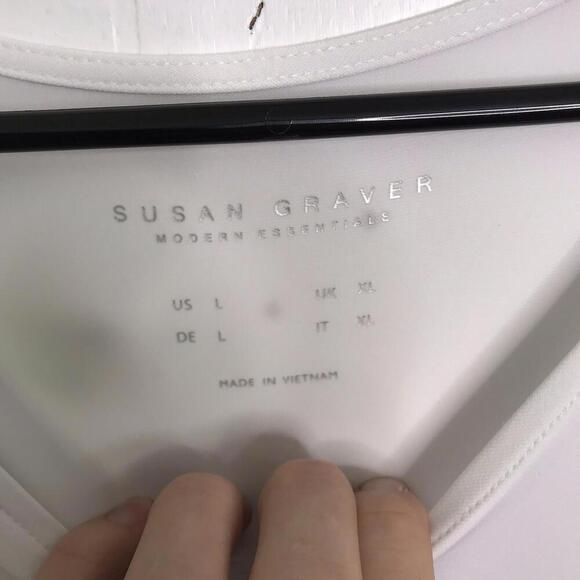 SUSAN GRAVER
MODERN ESSENTIALS
US L UK XL
DE L IT XL
MADE IN VIETNAM